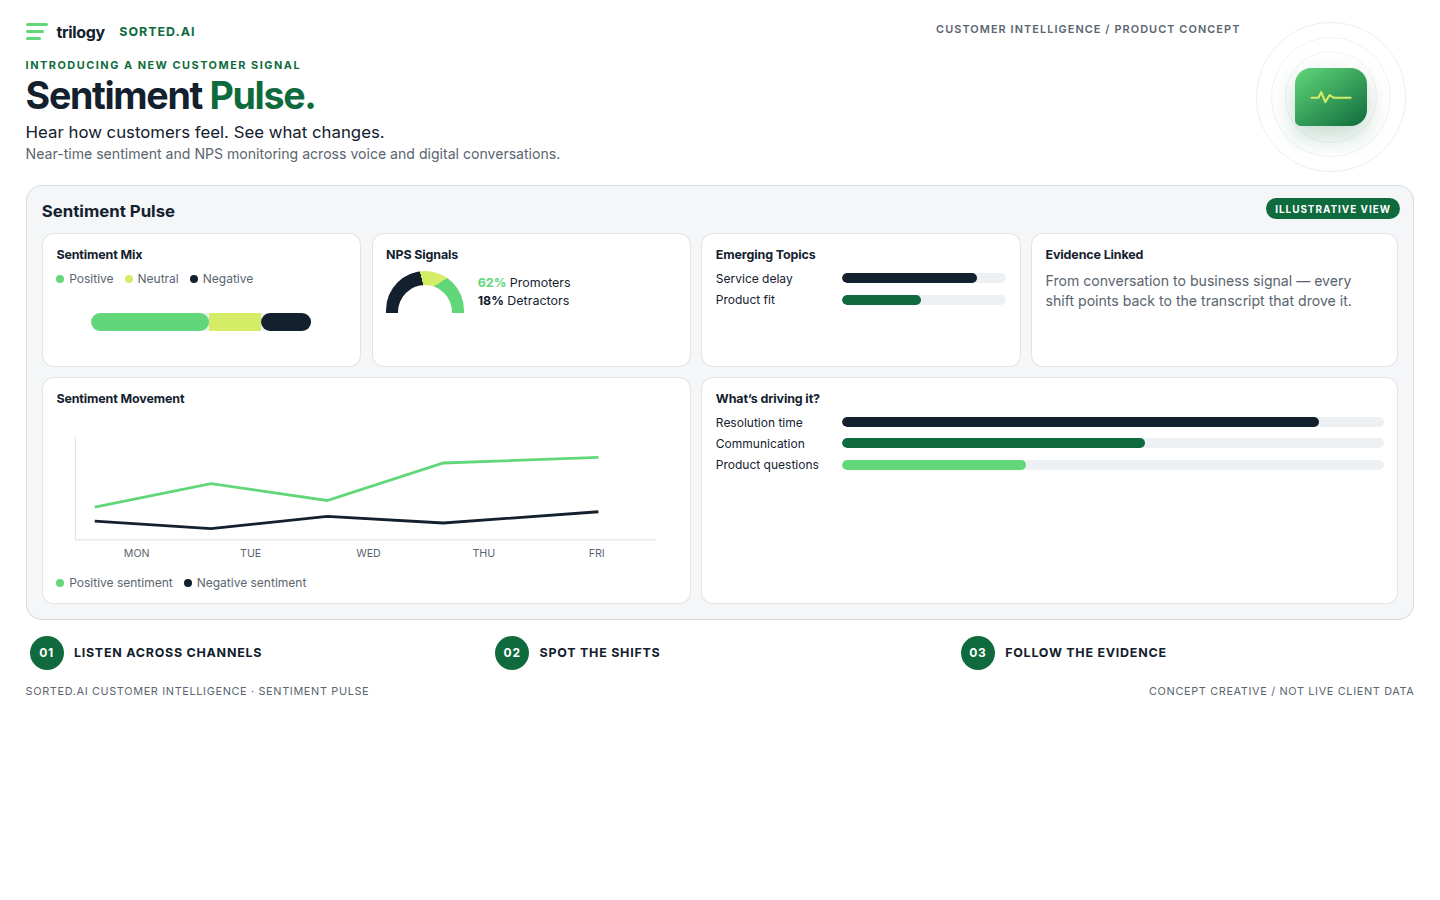 trilogy SORTED.AI
CUSTOMER INTELLIGENCE / PRODUCT CONCEPT
INTRODUCING A NEW CUSTOMER SIGNAL
Sentiment Pulse.
Hear how customers feel. See what changes.
Near-time sentiment and NPS monitoring across voice and digital conversations.
Sentiment Pulse
ILLUSTRATIVE VIEW
Sentiment Mix
Positive Neutral Negative
NPS Signals
62% Promoters
18% Detractors
Emerging Topics
Service delay
Product fit
Evidence Linked
From conversation to business signal — every
shift points back to the transcript that drove it.
Sentiment Movement
MON TUE WED THU FRI
Positive sentiment Negative sentiment
What's driving it?
Resolution time
Communication
Product questions
01 LISTEN ACROSS CHANNELS
02 SPOT THE SHIFTS
03 FOLLOW THE EVIDENCE
SORTED.AI CUSTOMER INTELLIGENCE · SENTIMENT PULSE
CONCEPT CREATIVE / NOT LIVE CLIENT DATA